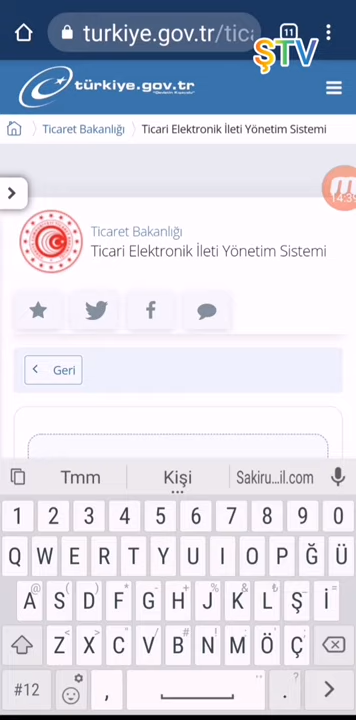 turkiye.gov.tr/tica
11
ŞTV
türkiye.gov.tr
Ticaret Bakanlığı
Ticari Elektronik İleti Yönetim Sistemi
14:39
Ticaret Bakanlığı
Ticari Elektronik İleti Yönetim Sistemi
Geri
Tmm Kişi Sakiru...il.com
1 2 3 4 5 6 7 8 9 0
Q W E R T Y U I O P Ğ Ü
@ ( ) * " - + % & ₺ : =
A S D F G H J K L Ş İ
< > ^ / # ~
Z X C V B N M Ö Ç
#12 , . ?